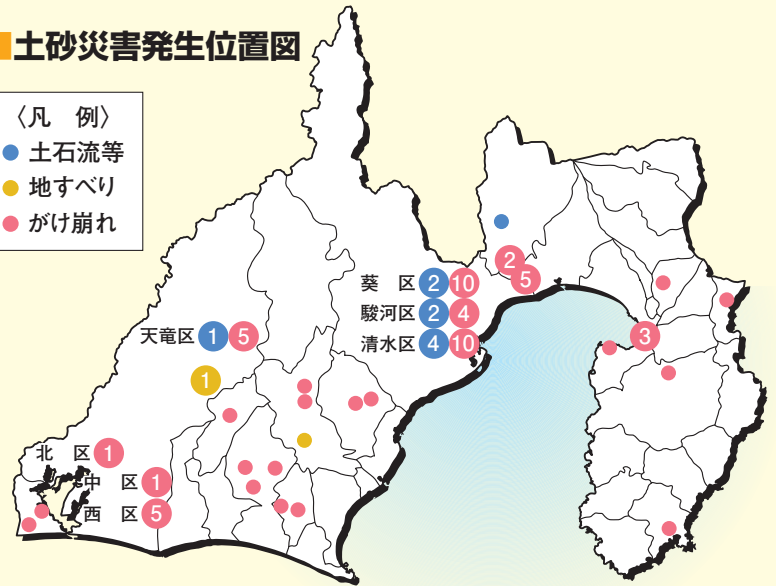 土砂災害発生位置図
〈凡 例〉
土石流等
地すべり
がけ崩れ
2
5
葵 区 2 10
駿河区 2 4
清水区 4 10
3
天竜区 1 5
1
北 区 1
中 区 1
西 区 5